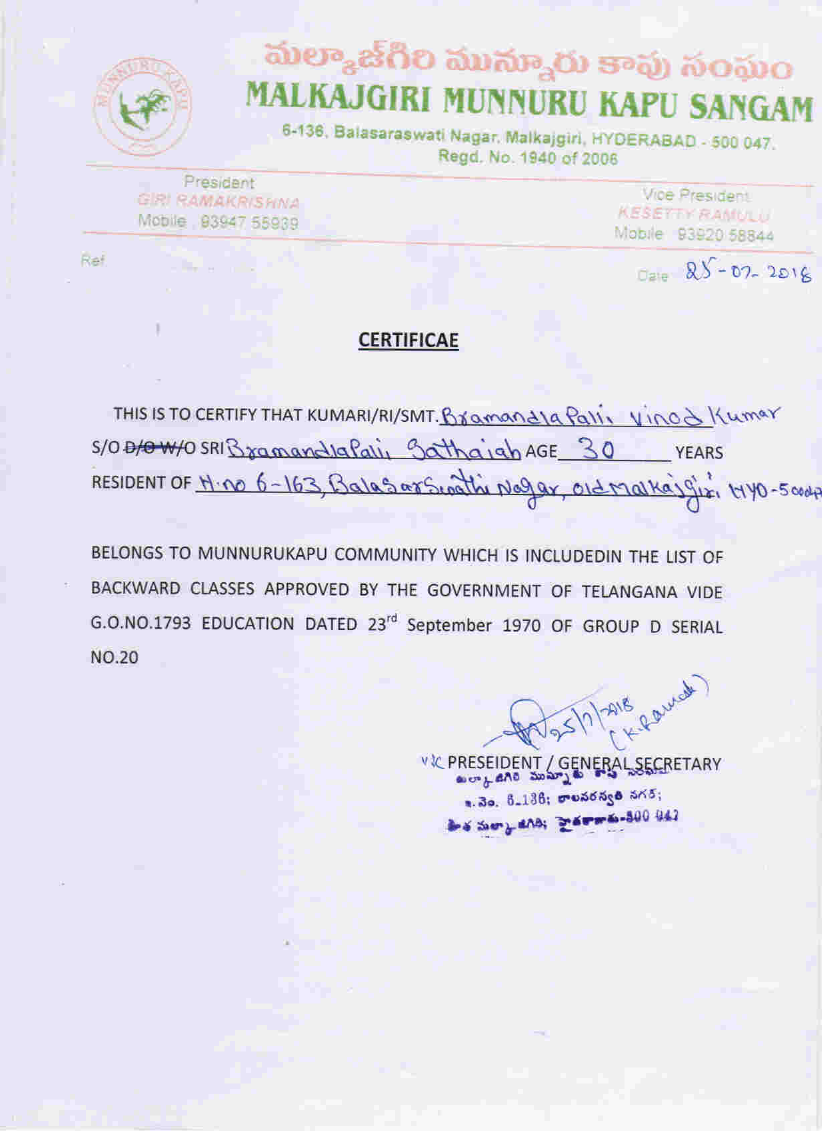 మల్కాజ్‌గిరి మున్నూరు కాపు సంఘం
MUNNURU KAPU
MALKAJGIRI MUNNURU KAPU SANGAM
6-136, Balasaraswati Nagar, Malkajgiri, HYDERABAD - 500 047.
Regd. No. 1940 of 2006
President
GIRI RAMAKRISHNA
Mobile 93947 55939
Vice President
KESETTY RAMULU
Mobile 93920 58844
Ref
Date 25-07-2018
CERTIFICAE
THIS IS TO CERTIFY THAT KUMARI/RI/SMT. Bramandlapalli Vinod Kumar
S/O D/O W/O SRI Bramandlapalli Sathaiah AGE 30 YEARS
RESIDENT OF H.no 6-163, BalasarSwathi Nagar, old Malkajgiri, HYD-500047
BELONGS TO MUNNURUKAPU COMMUNITY WHICH IS INCLUDEDIN THE LIST OF
BACKWARD CLASSES APPROVED BY THE GOVERNMENT OF TELANGANA VIDE
G.O.NO.1793 EDUCATION DATED 23rd September 1970 OF GROUP D SERIAL
NO.20
25/7/2018
(K. Ramulu)
PRESEIDENT / GENERAL SECRETARY
మల్కాజ్‌గిరి మున్నూరు కాపు సంఘము
ఇ.నెం. 6-136; బాలసరస్వతి నగర్;
మల్కాజ్‌గిరి; హైదరాబాదు-500 047